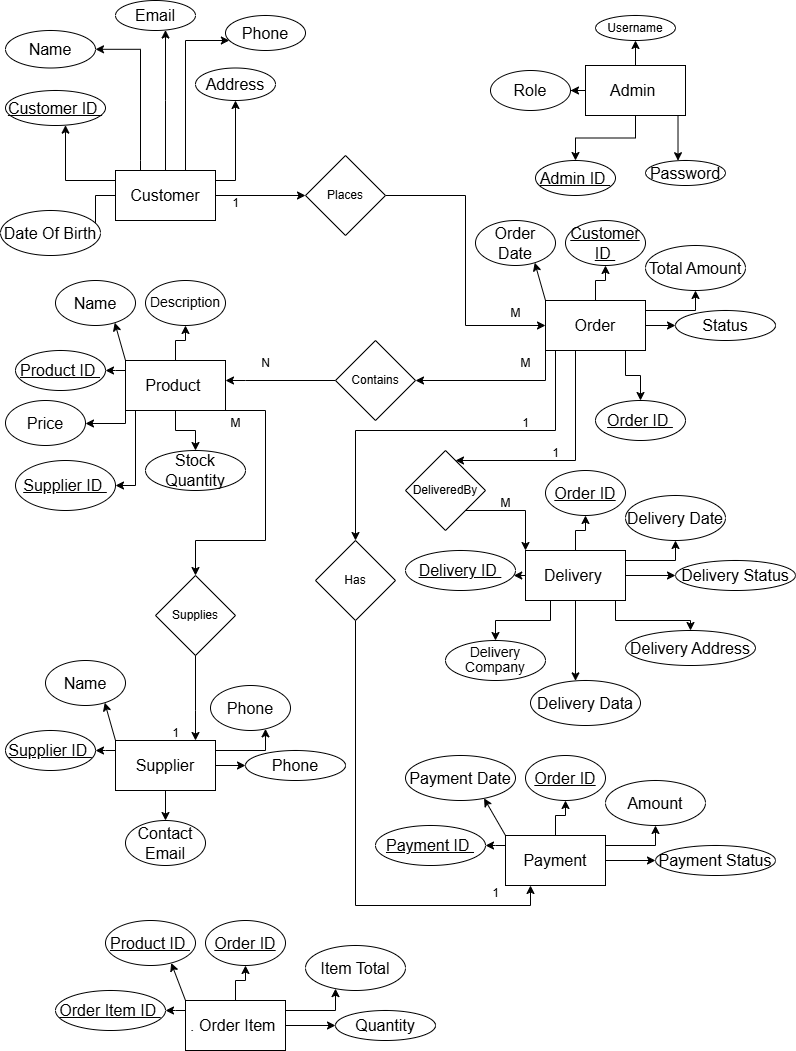 Email
Username
Phone
Name
Address
Role
Admin
Customer ID
Password
Admin ID
Customer
Places
1
Date Of Birth
Order
Date
Customer
ID
Total Amount
Name
Description
M
Order
Status
Product ID
N
Contains
M
Product
Price
M
1
Order ID
Stock
Quantity
1
Supplier ID
DeliveredBy
M
Order ID
Delivery Date
Delivery ID
Delivery
Delivery Status
Has
Supplies
Delivery
Company
Delivery Address
Name
Delivery Data
Phone
1
Supplier ID
Supplier
Phone
Payment Date
Order ID
Amount
Contact
Email
Payment ID
Payment
Payment Status
1
Product ID
Order ID
Item Total
Order Item ID
. Order Item
Quantity